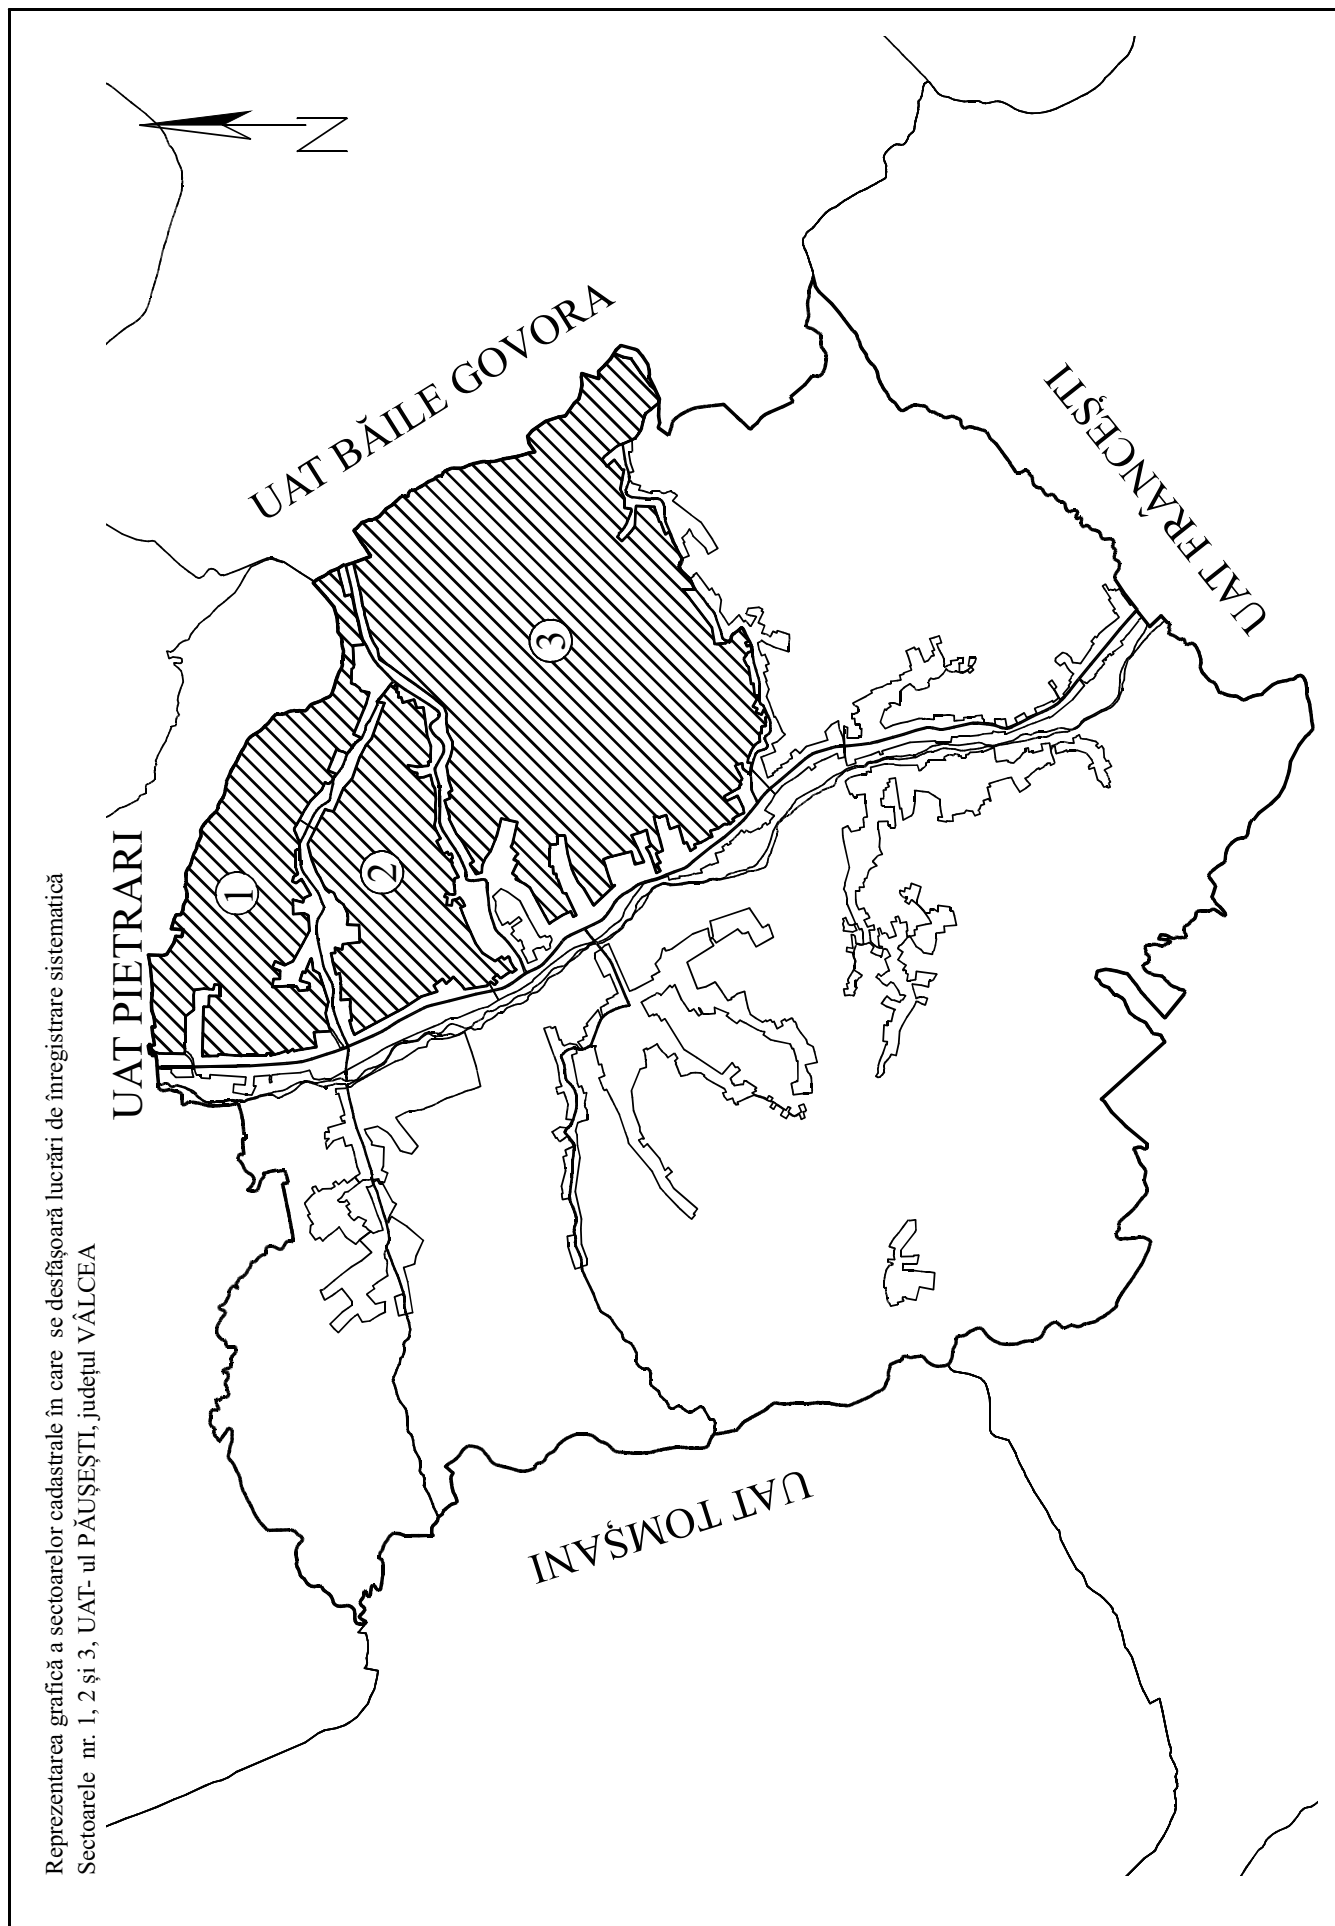 Reprezentarea grafică a sectoarelor cadastrale în care se desfășoară lucrări de înregistrare sistematică
Sectoarele nr. 1, 2 și 3, UAT- ul PĂUȘEȘTI, județul VÂLCEA
N
UAT PIETRARI
UAT BĂILE GOVORA
1
2
3
UAT FRÂNCEȘTI
UAT TOMȘANI